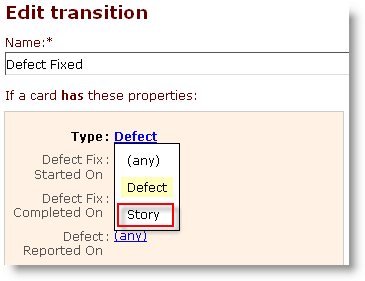 Edit transition
Name:*
Defect Fixed
If a card has these properties:
Type: Defect
(any)
Defect
Story
Defect Fix :
Started On
Defect Fix :
Completed On
Defect : (any)
Reported On